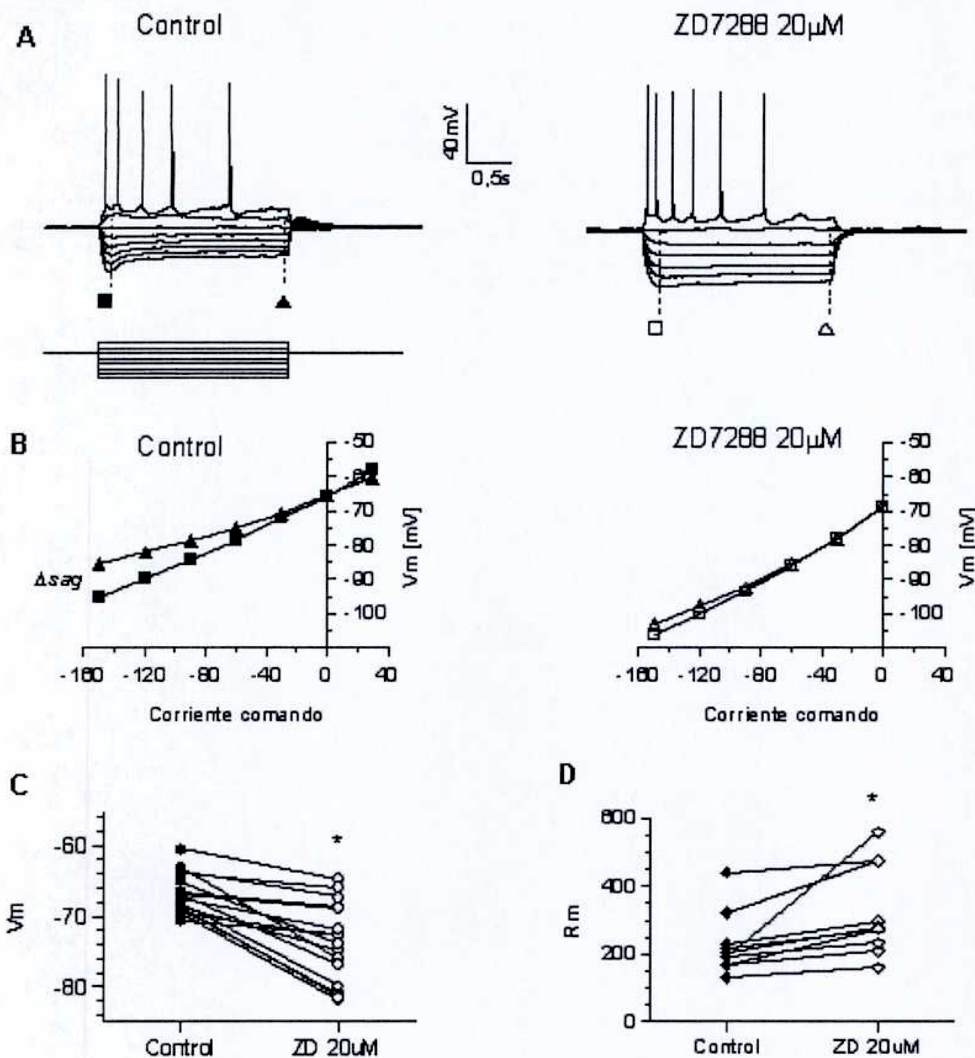 A
Control
ZD7288 20µM
40mV
0,5s
B
Control
ZD7288 20µM
-50
-60
-70
-80
-90
-100
Vm [mV]
Δsag
-160
-120
-80
-40
0
40
Corriente comando
-50
-60
-70
-80
-90
-100
Vm [mV]
-160
-120
-80
-40
0
40
Corriente comando
C
-60
-70
-80
Vm
*
Control
ZD 20uM
D
600
400
200
0
Rm
*
Control
ZD 20uM